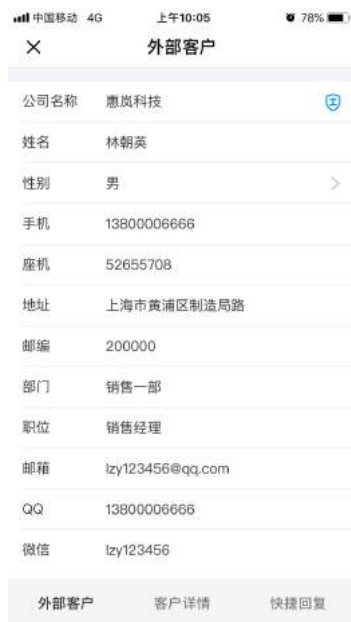 中国移动 4G 上午10:05 78%
外部客户
公司名称 惠岚科技
姓名 林朝英
性别 男
手机 13800006666
座机 52655708
地址 上海市黄浦区制造局路
邮编 200000
部门 销售一部
职位 销售经理
邮箱 lzy123456@qq.com
QQ 13800006666
微信 lzy123456
外部客户 客户详情 快捷回复